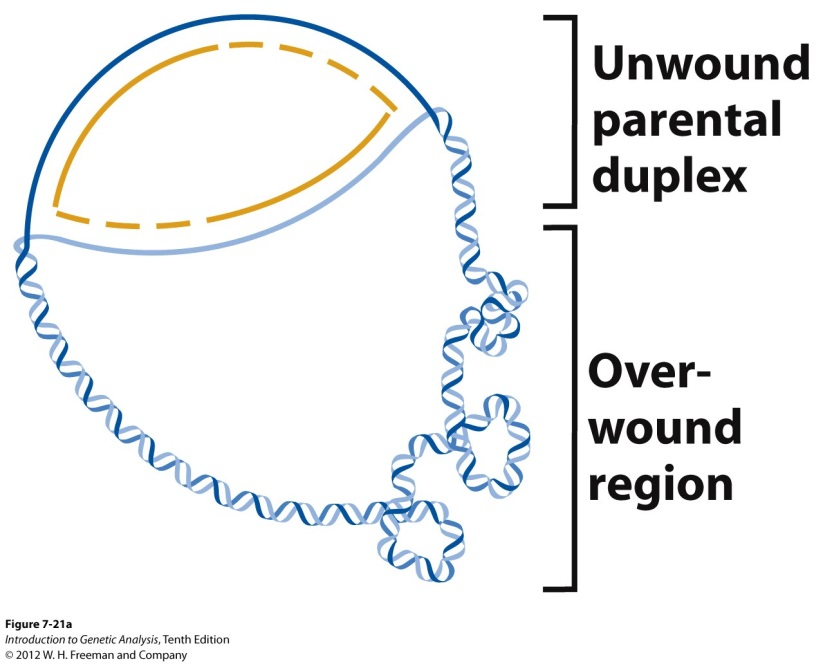 Unwound
parental
duplex
Over-
wound
region
Figure 7-21a
Introduction to Genetic Analysis, Tenth Edition
© 2012 W. H. Freeman and Company